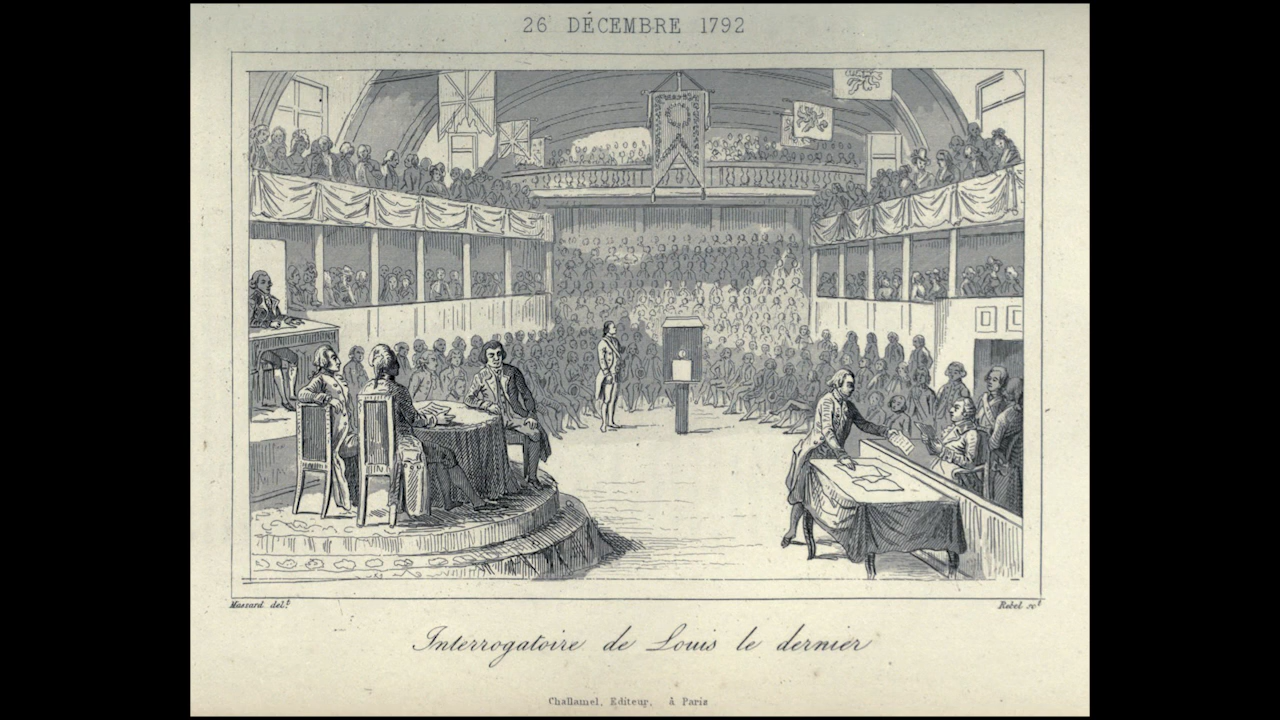 26 DÉCEMBRE 1792
Massard del.t
Rebel sc.t
Interrogatoire de Louis le dernier
Challamel, Editeur, à Paris